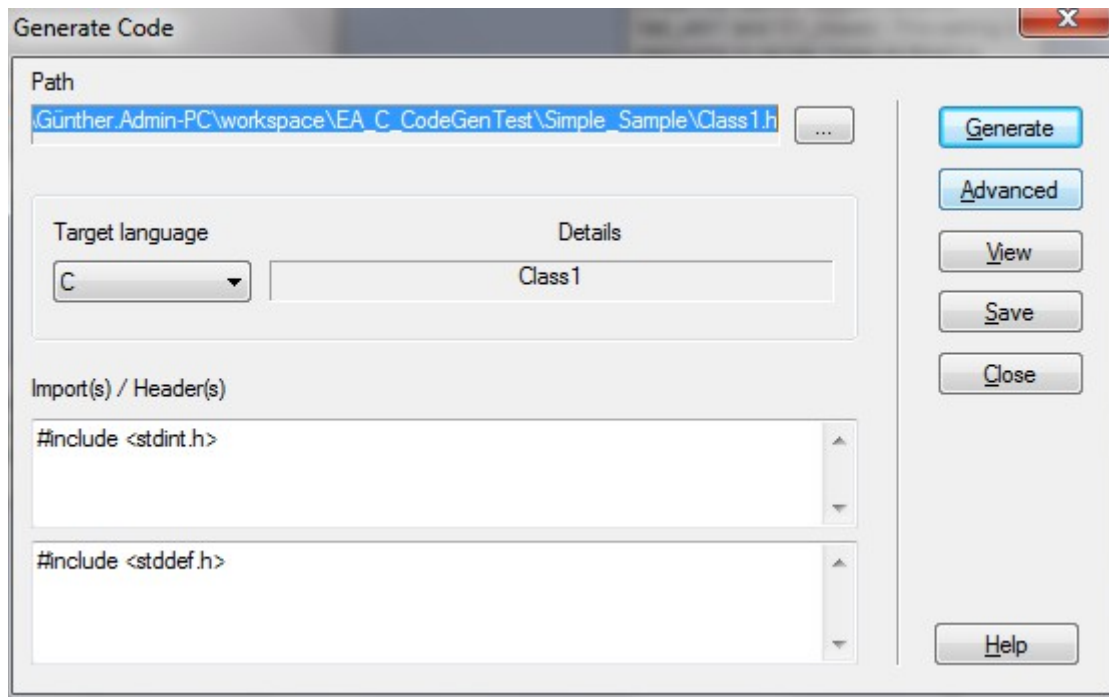 Generate Code
Path
\Günther.Admin-PC\workspace\EA_C_CodeGenTest\Simple_Sample\Class1.h
...
Generate
Advanced
Target language
Details
View
C
Class1
Save
Close
Import(s) / Header(s)
#include <stdint.h>
#include <stddef.h>
Help